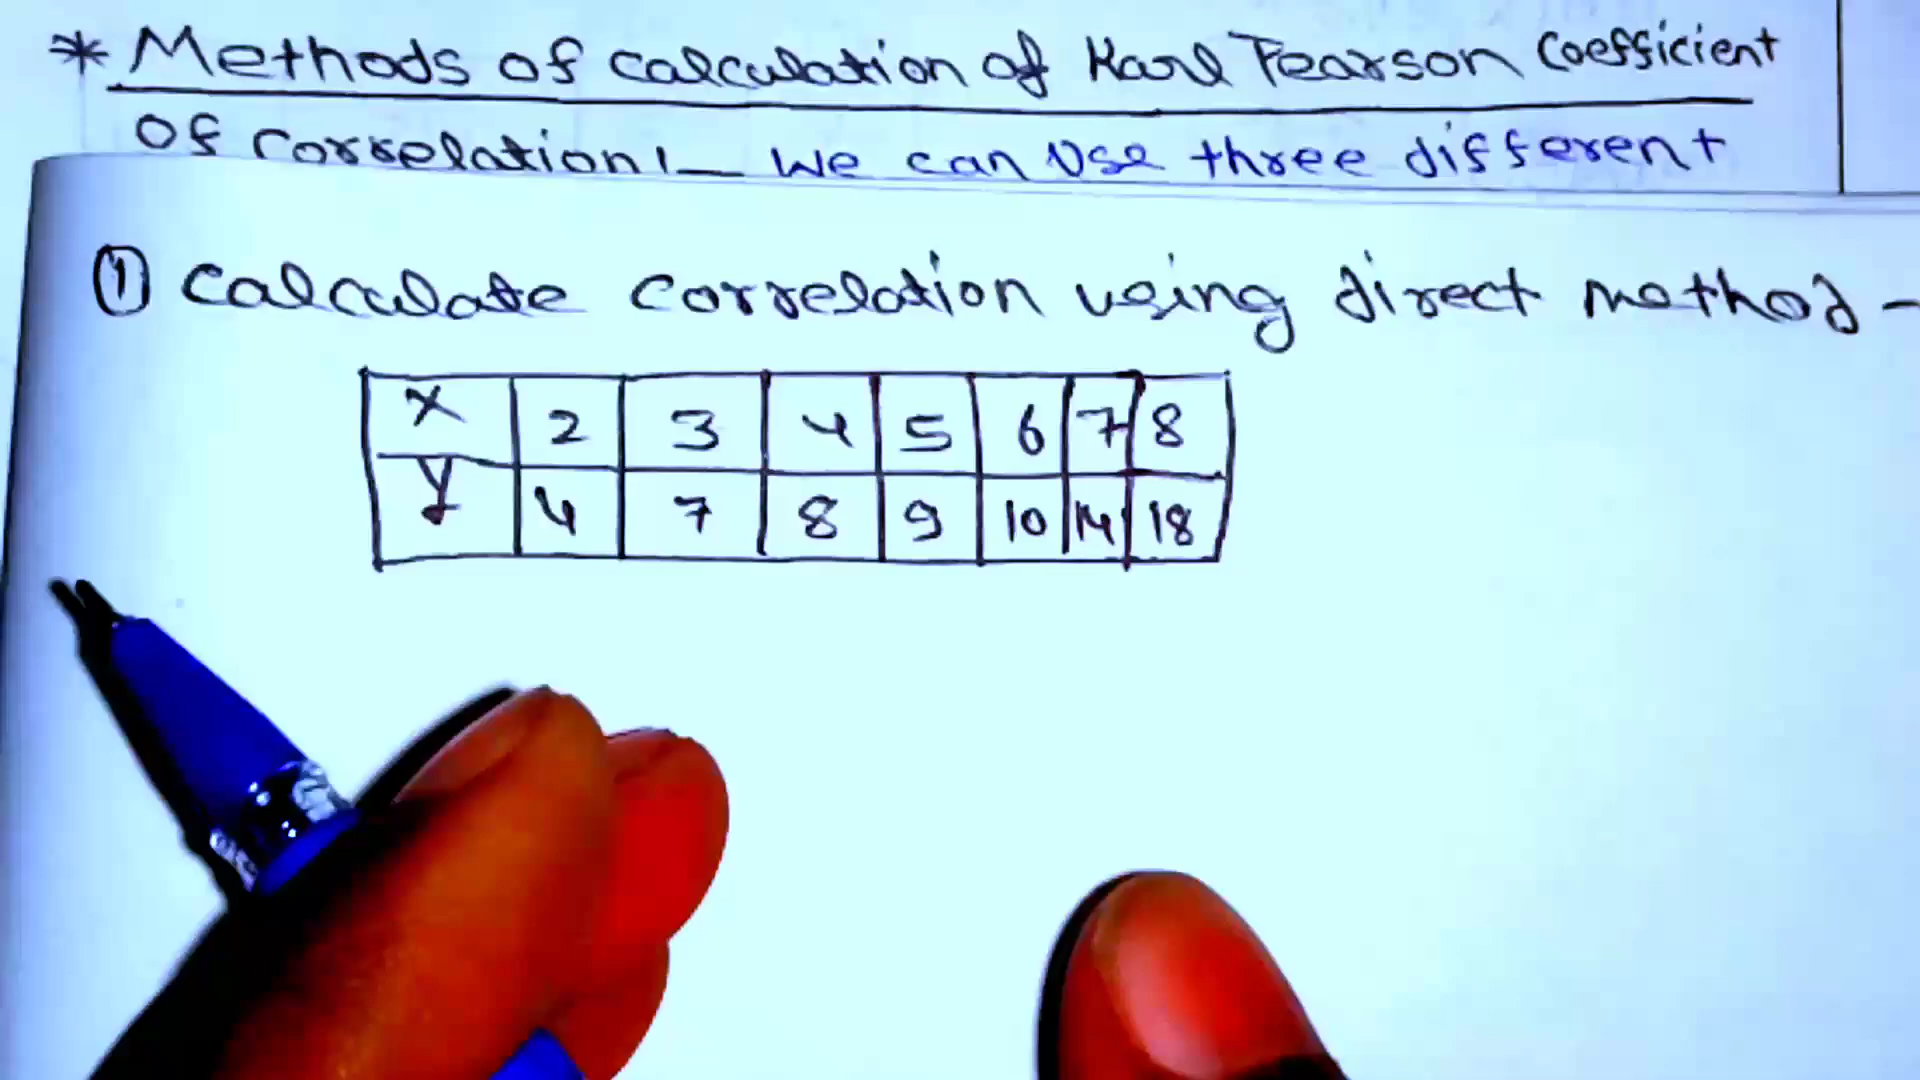 * Methods of calculation of Karl Pearson Coefficient
of correlation:- We can use three different
① Calculate correlation using direct method -
X 2 3 4 5 6 7 8
Y 4 7 8 9 10 14 18